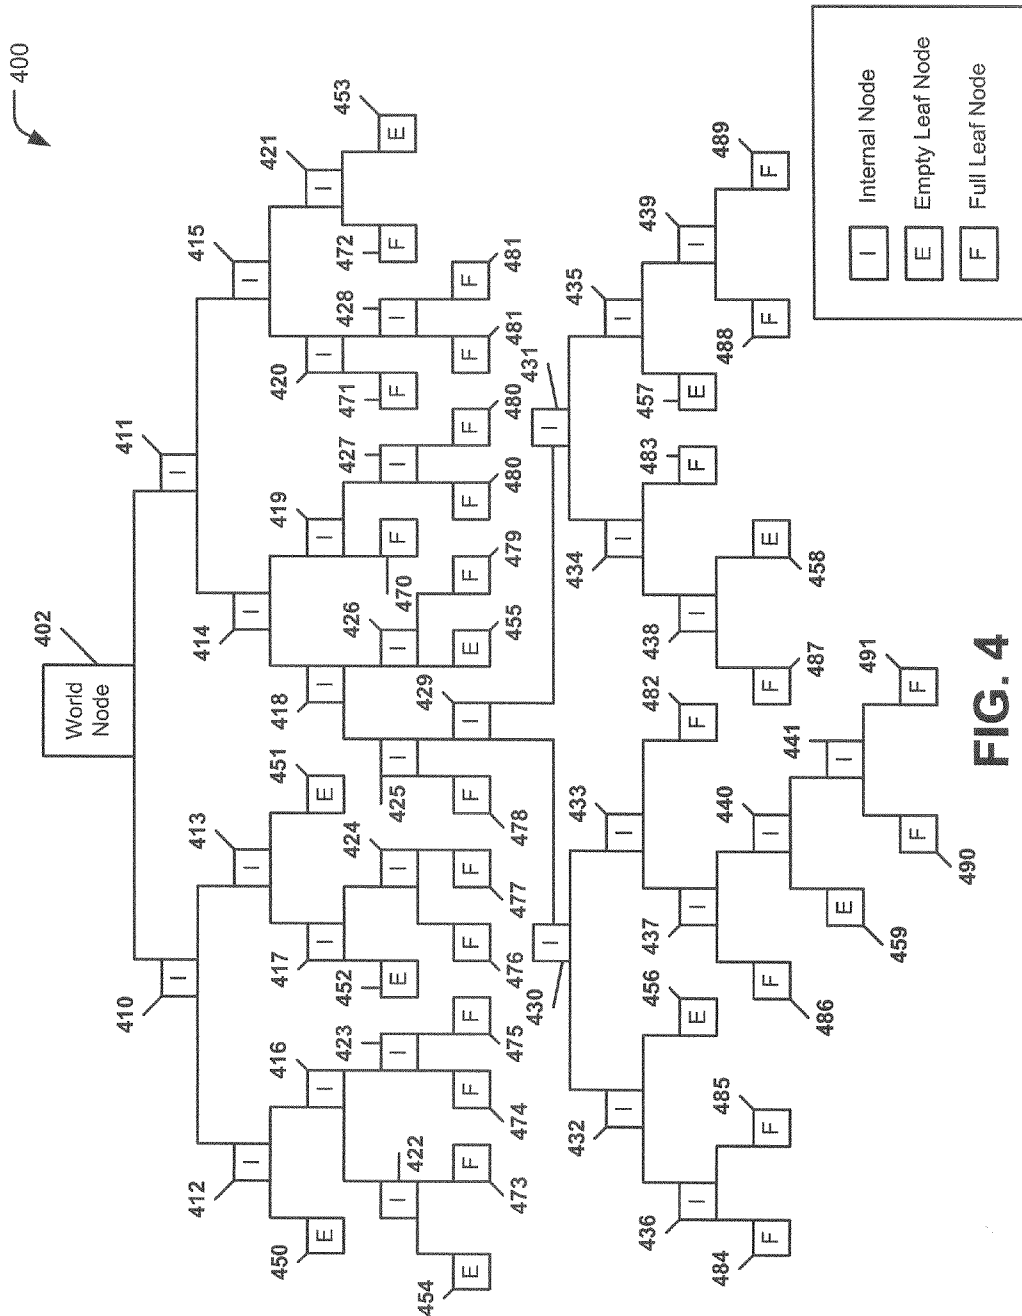 400
402
World
Node
410
I
411
I
412
I
413
I
414
I
415
I
450
E
416
I
417
I
451
E
418
I
419
I
420
I
421
I
422
I
423
I
452
E
424
I
425
I
426
I
470
F
427
I
471
F
428
I
472
F
453
E
454
E
473
F
474
F
475
F
476
F
477
F
478
F
429
I
455
E
479
F
480
F
480
F
481
F
481
F
430
I
431
I
432
I
433
I
434
I
435
I
436
I
456
E
437
I
482
F
438
I
483
F
457
E
439
I
484
F
485
F
486
F
440
I
487
F
458
E
488
F
489
F
459
E
441
I
490
F
491
F
I Internal Node
E Empty Leaf Node
F Full Leaf Node
FIG. 4